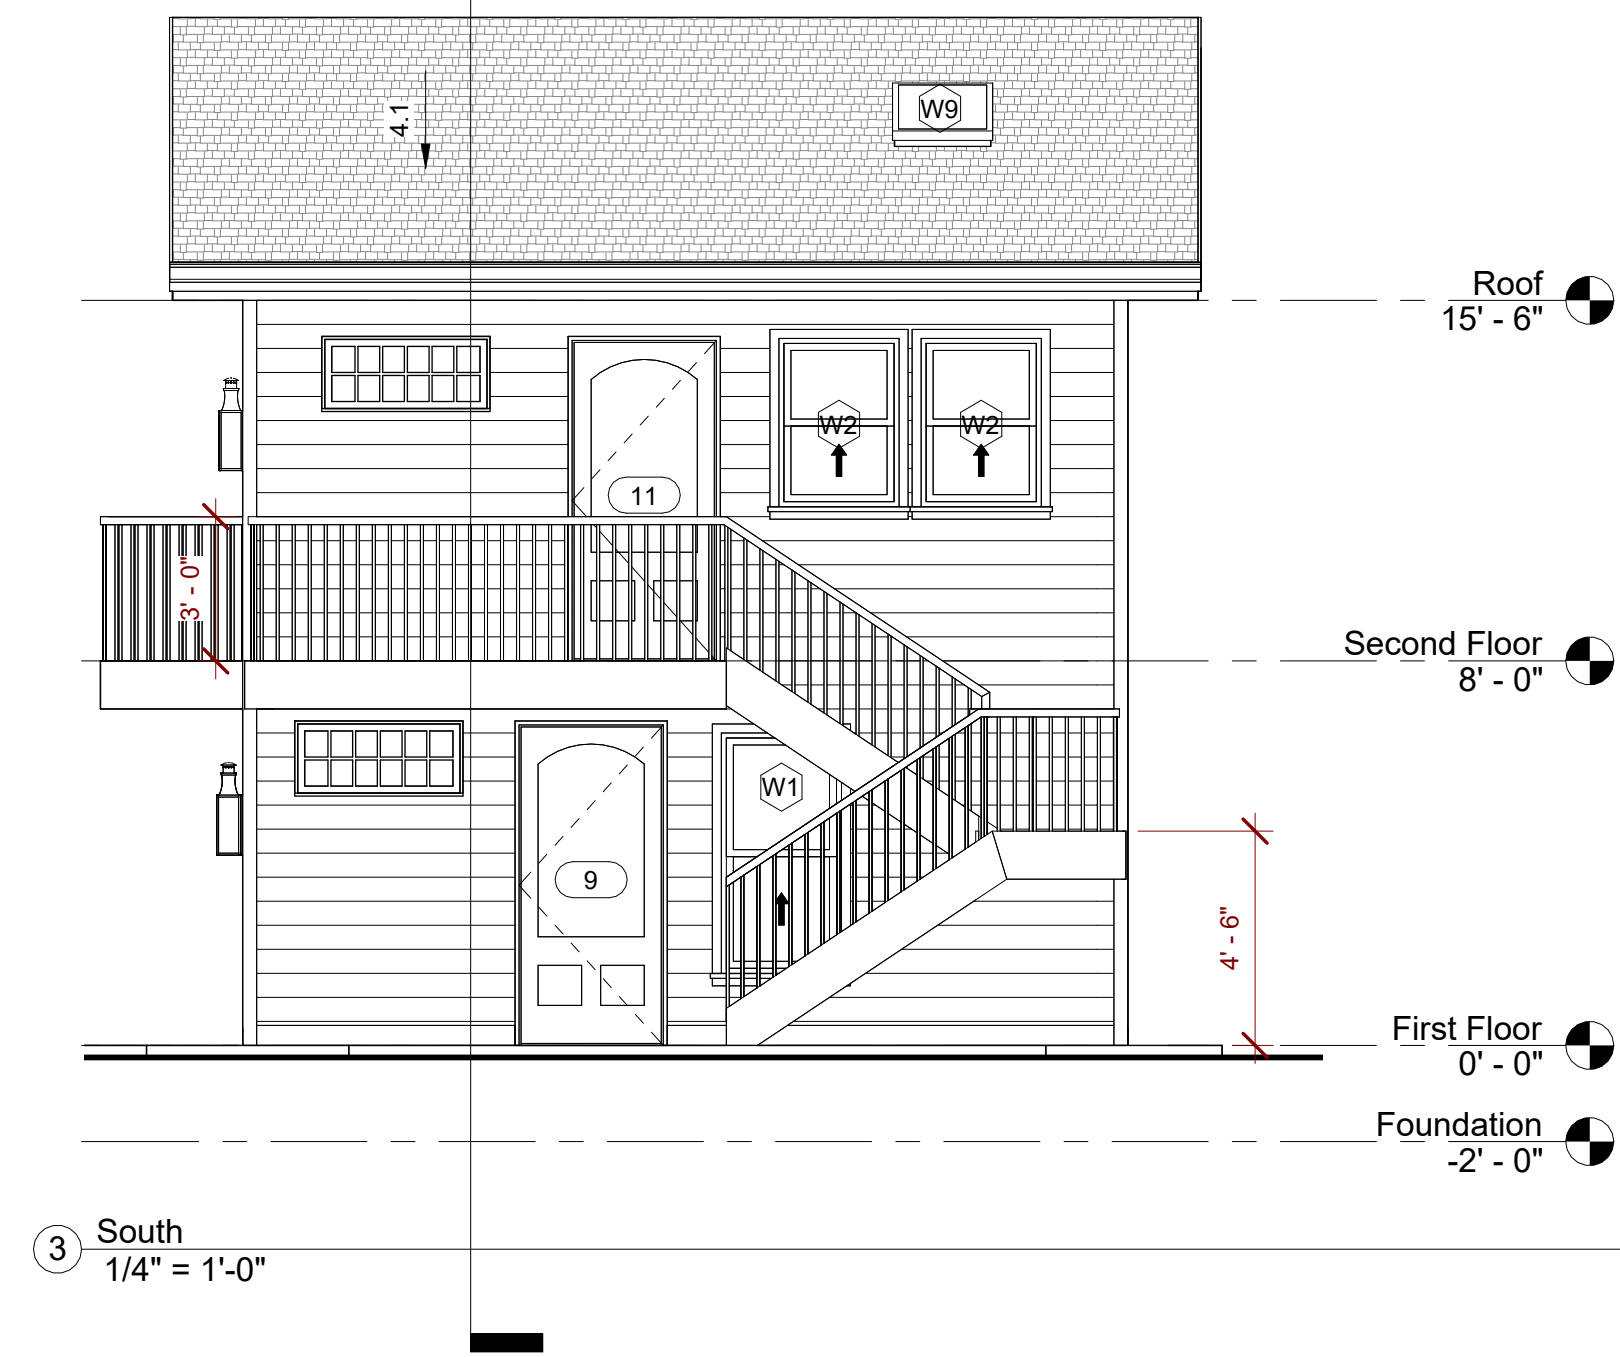 4.1
W9
Roof
15' - 6"
W2
W2
11
3' - 0"
Second Floor
8' - 0"
W1
9
4' - 6"
First Floor
0' - 0"
Foundation
-2' - 0"
3
South
1/4" = 1'-0"